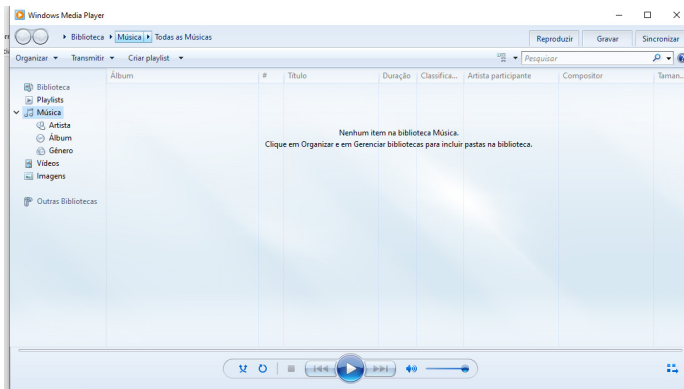 Windows Media Player
Biblioteca Música Todas as Músicas
Reproduzir Gravar Sincronizar
Organizar Transmitir Criar playlist Pesquisar
Álbum # Título Duração Classifica... Artista participante Compositor Taman...
Biblioteca
Playlists
Música
Artista
Álbum
Gênero
Vídeos
Imagens
Outras Bibliotecas
Nenhum item na biblioteca Música.
Clique em Organizar e em Gerenciar bibliotecas para incluir pastas na biblioteca.